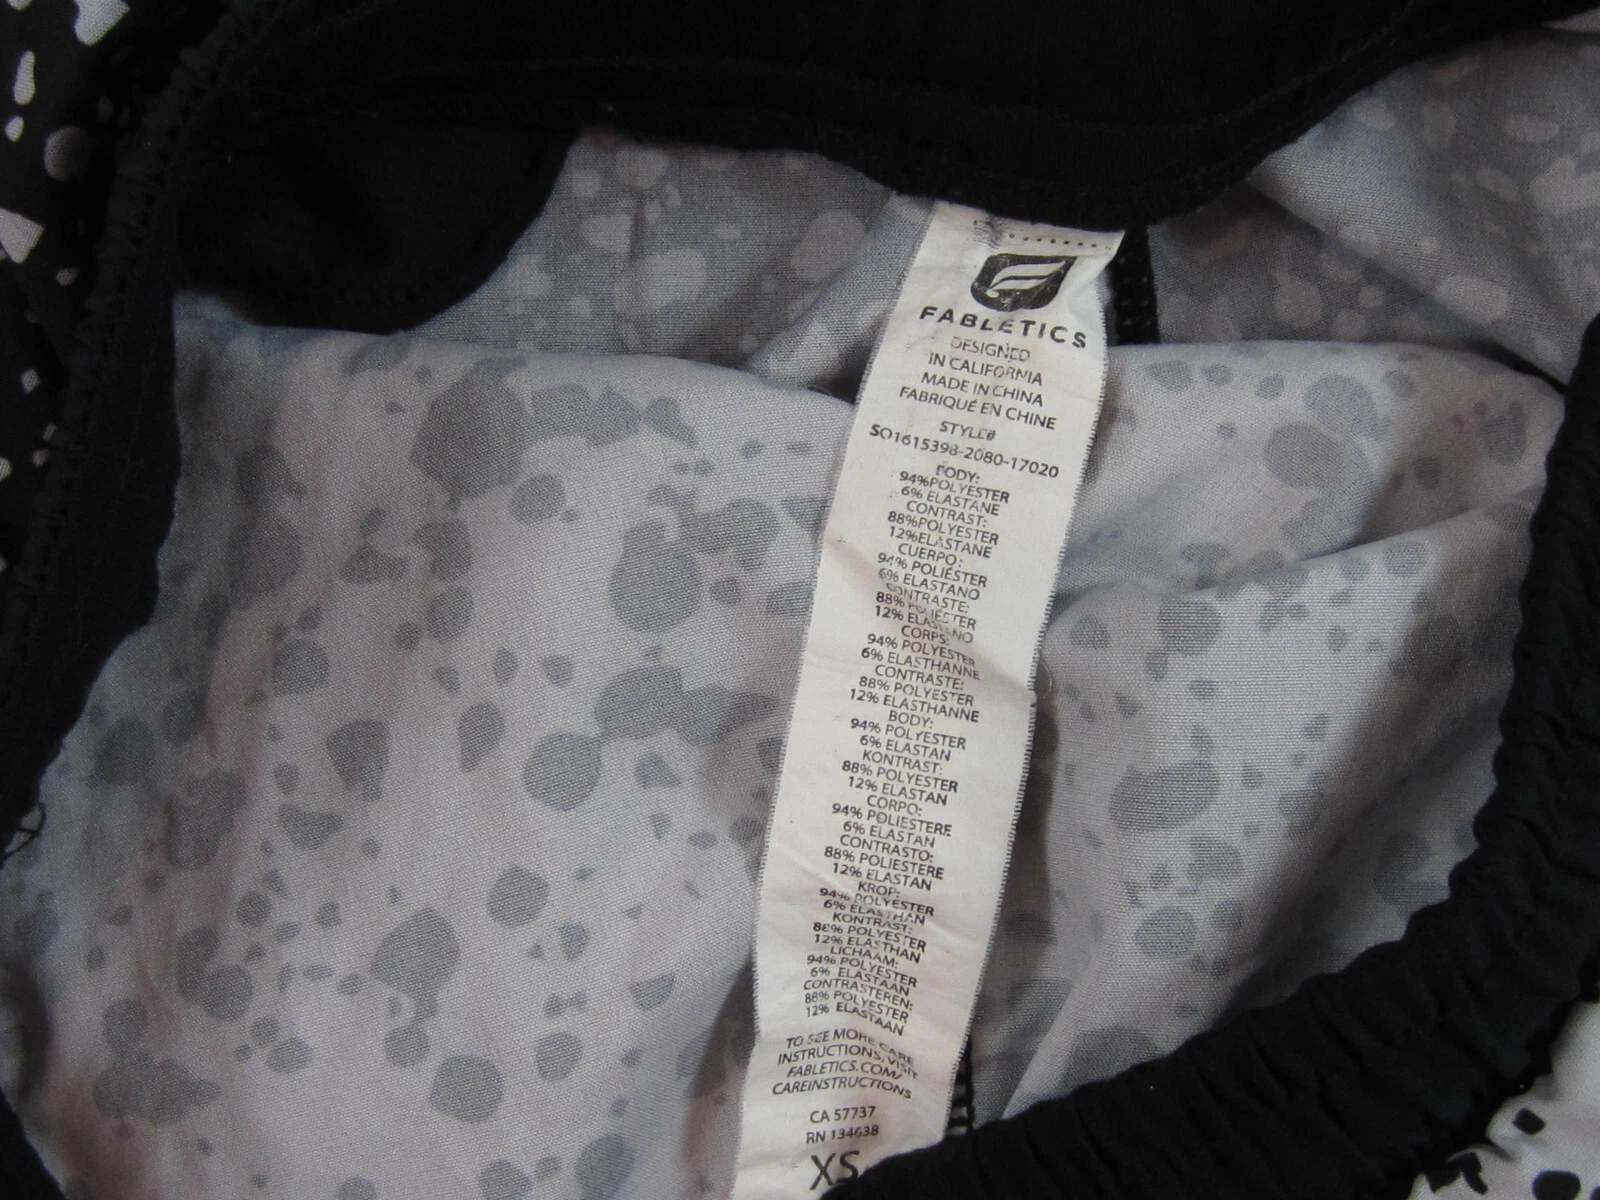 FABLETICS
DESIGNED
IN CALIFORNIA
MADE IN CHINA
FABRIQUÉ EN CHINE
STYLE#
SO1615398-2080-17020
BODY:
94%POLYESTER
6% ELASTANE
CONTRAST:
88%POLYESTER
12%ELASTANE
CUERPO:
94% POLIÉSTER
6% ELASTANO
CONTRASTE:
88% POLIÉSTER
12% ELASTANO
CORPS:
94% POLYESTER
6% ELASTHANNE
CONTRASTE:
88% POLYESTER
12% ELASTHANNE
BODY:
94% POLYESTER
6% ELASTAN
KONTRAST:
88% POLYESTER
12% ELASTAN
CORPO:
94% POLIESTERE
6% ELASTAN
CONTRASTO:
88% POLIESTERE
12% ELASTAN
KROP:
94% POLYESTER
6% ELASTHAN
KONTRAST:
88% POLYESTER
12% ELASTHAN
LICHAAM:
94% POLYESTER
6% ELASTAAN
CONTRASTEREN:
88% POLYESTER
12% ELASTAAN
TO SEE MORE CARE
INSTRUCTIONS, VISIT
FABLETICS.COM/
CAREINSTRUCTIONS
CA 57737
RN 134638
XS